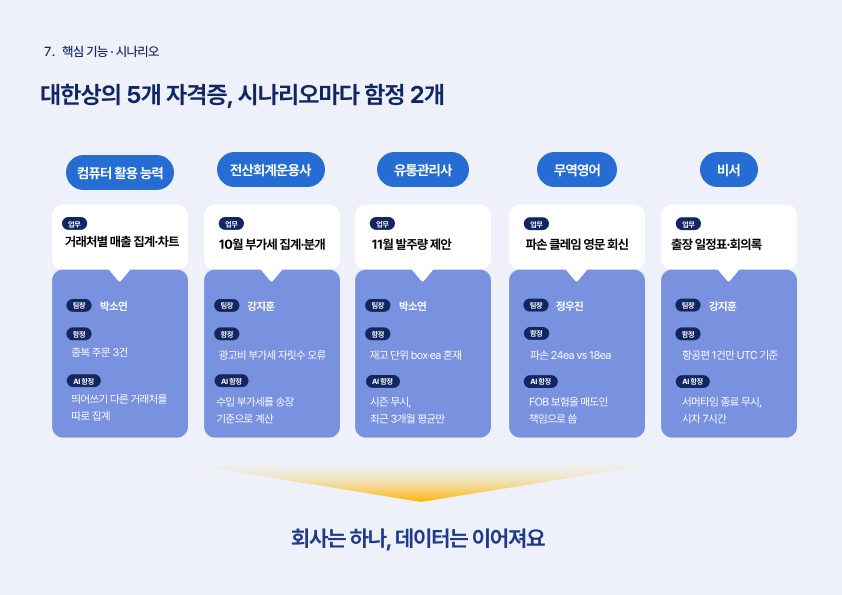 7. 핵심 기능 · 시나리오
대한상의 5개 자격증, 시나리오마다 함정 2개
컴퓨터 활용 능력
업무
거래처별 매출 집계·차트
팀장 박소연
함정
중복 주문 3건
AI 함정
띄어쓰기 다른 거래처를
따로 집계
전산회계운용사
업무
10월 부가세 집계·분개
팀장 강지훈
함정
광고비 부가세 자릿수 오류
AI 함정
수입 부가세를 송장
기준으로 계산
유통관리사
업무
11월 발주량 제안
팀장 박소연
함정
재고 단위 box·ea 혼재
AI 함정
시즌 무시,
최근 3개월 평균만
무역영어
업무
파손 클레임 영문 회신
팀장 정우진
함정
파손 24ea vs 18ea
AI 함정
FOB 보험을 매도인
책임으로 씀
비서
업무
출장 일정표·회의록
팀장 강지훈
함정
항공편 1건만 UTC 기준
AI 함정
서머타임 종료 무시,
시차 7시간
회사는 하나, 데이터는 이어져요